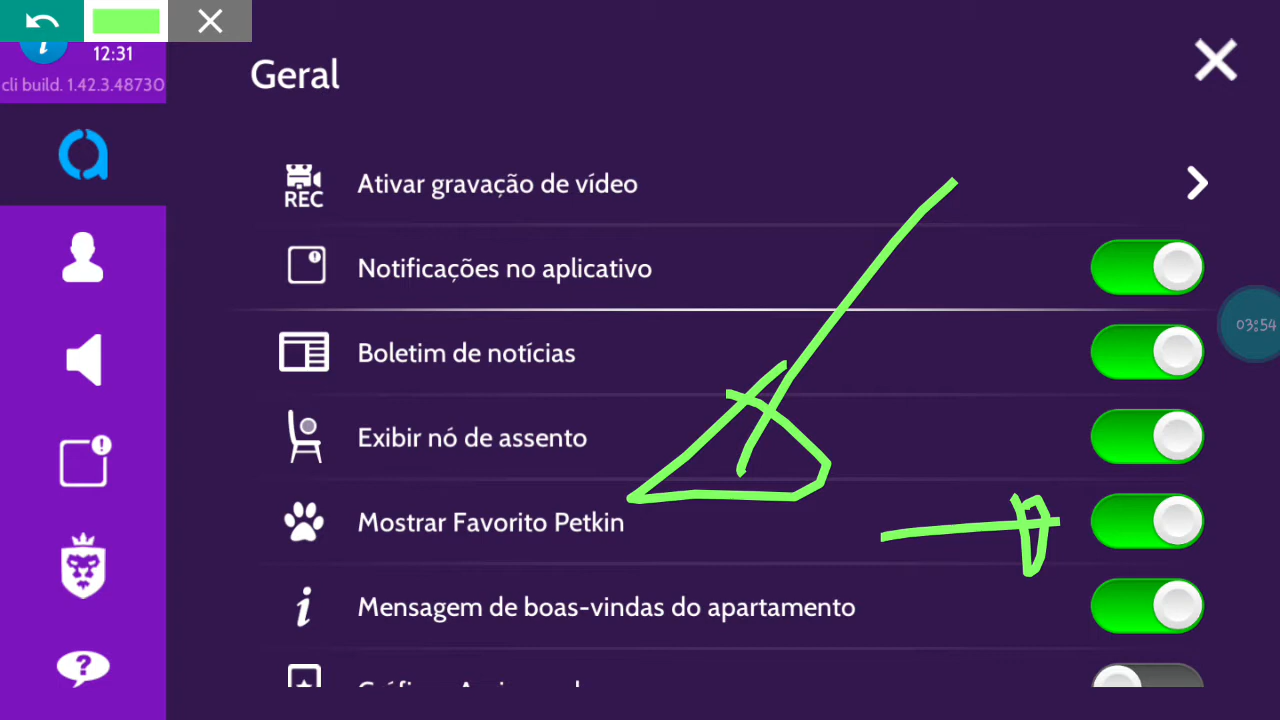 12:31
cli build. 1.42.3.48730
Geral
REC
Ativar gravação de vídeo
Notificações no aplicativo
Boletim de notícias
03:54
Exibir nó de assento
Mostrar Favorito Petkin
Mensagem de boas-vindas do apartamento